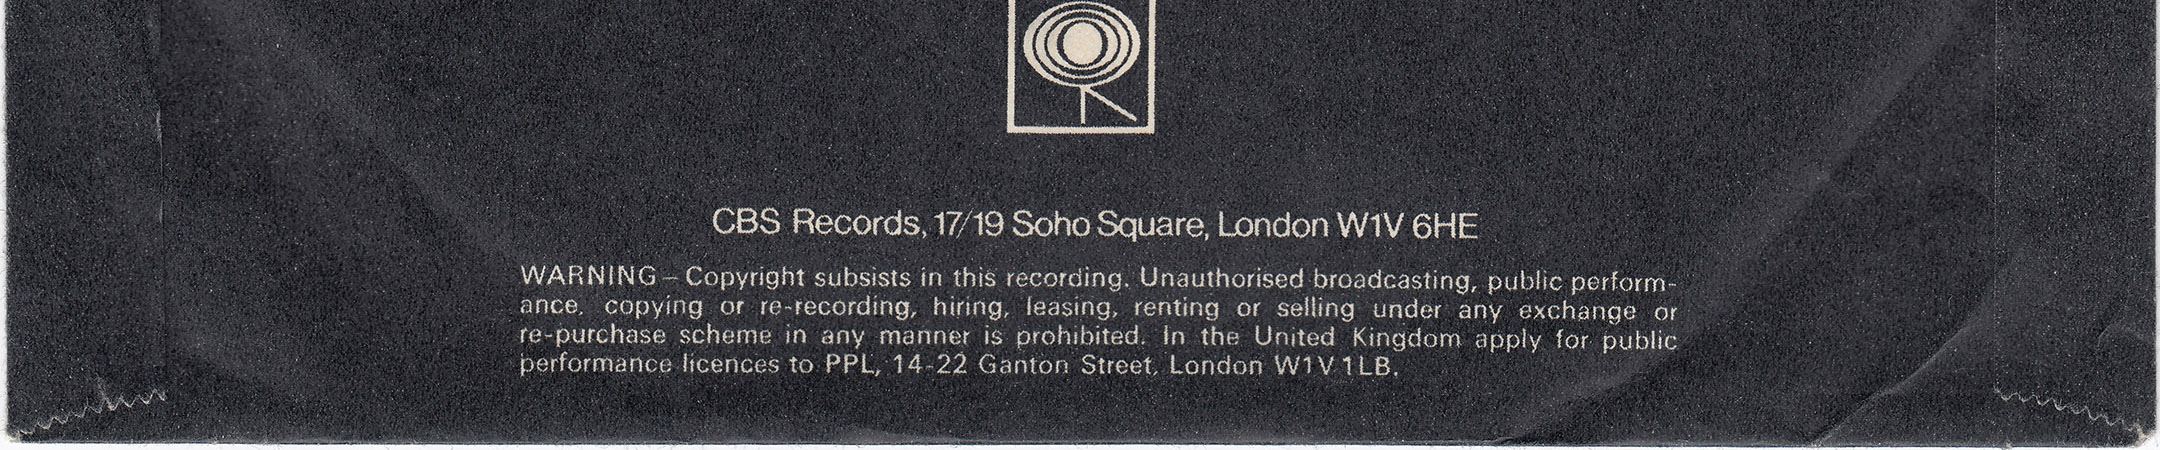 CBS Records, 17/19 Soho Square, London W1V 6HE
WARNING – Copyright subsists in this recording. Unauthorised broadcasting, public perform-
ance, copying or re-recording, hiring, leasing, renting or selling under any exchange or
re-purchase scheme in any manner is prohibited. In the United Kingdom apply for public
performance licences to PPL, 14-22 Ganton Street, London W1V 1LB.